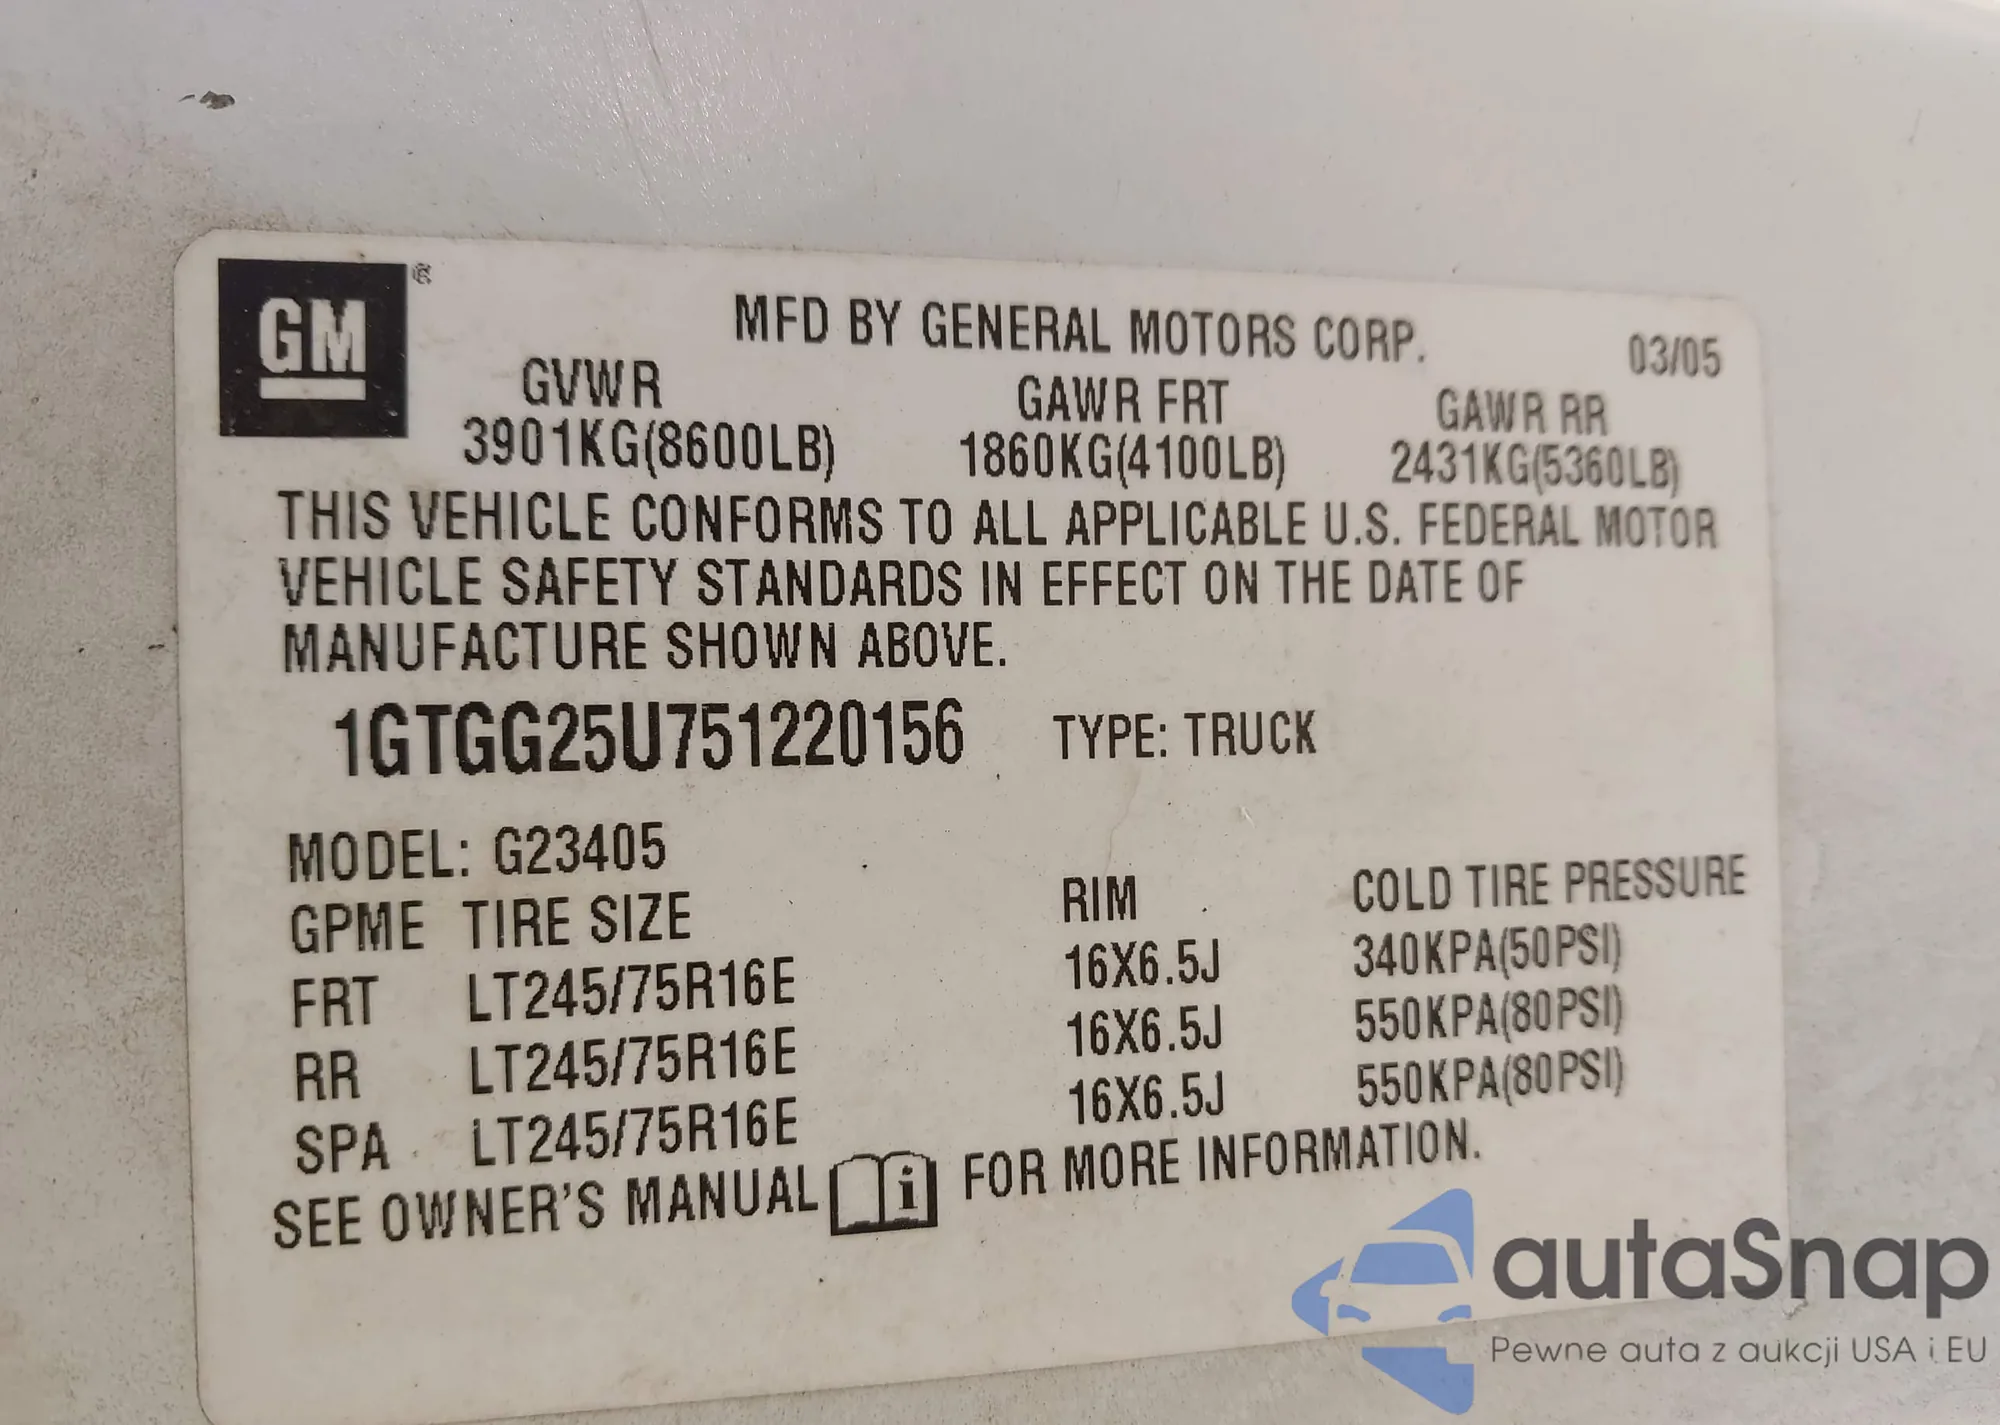 GM
MFD BY GENERAL MOTORS CORP. 03/05
GVWR GAWR FRT GAWR RR
3901KG(8600LB) 1860KG(4100LB) 2431KG(5360LB)
THIS VEHICLE CONFORMS TO ALL APPLICABLE U.S. FEDERAL MOTOR
VEHICLE SAFETY STANDARDS IN EFFECT ON THE DATE OF
MANUFACTURE SHOWN ABOVE.
1GTGG25U751220156 TYPE: TRUCK
MODEL: G23405
GPME TIRE SIZE RIM COLD TIRE PRESSURE
FRT LT245/75R16E 16X6.5J 340KPA(50PSI)
RR LT245/75R16E 16X6.5J 550KPA(80PSI)
SPA LT245/75R16E 16X6.5J 550KPA(80PSI)
SEE OWNER'S MANUAL i FOR MORE INFORMATION.
autaSnap
Pewne auta z aukcji USA i EU